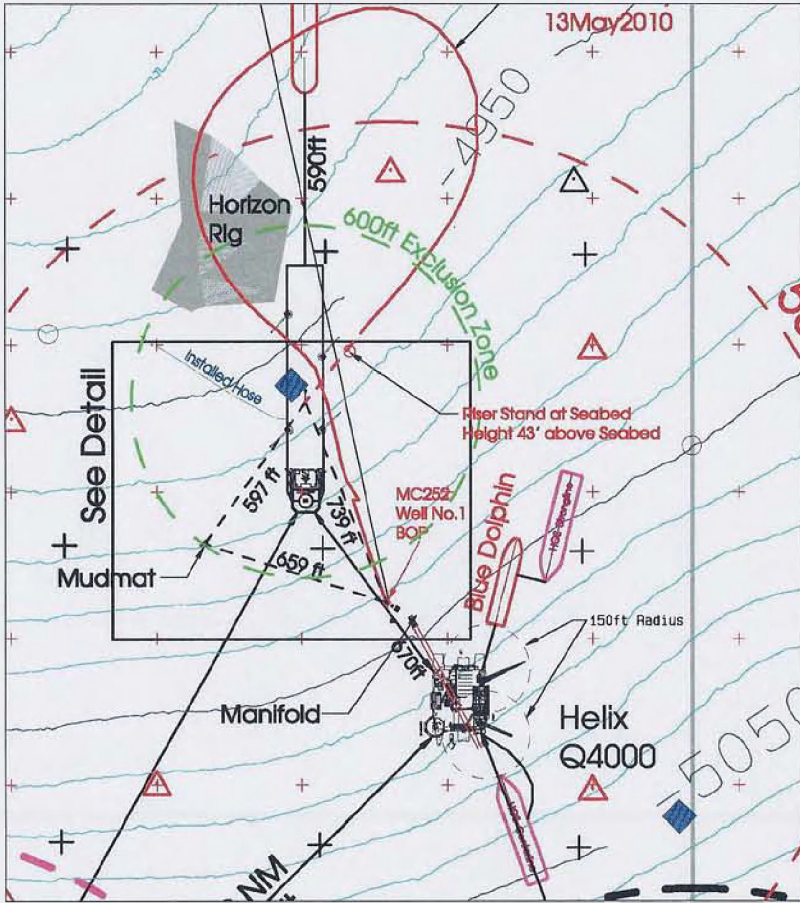 13May2010
-4950
590ft
Horizon
Rig
600ft Exclusion Zone
Installed Hose
See Detail
Riser Stand at Seabed
Height 43' above Seabed
597 ft
739 ft
MC252
Well No.1
BOP
Blue Dolphin
659 ft
Mudmat
150ft Radius
670ft
Manifold
Helix
Q4000
-5050
NM